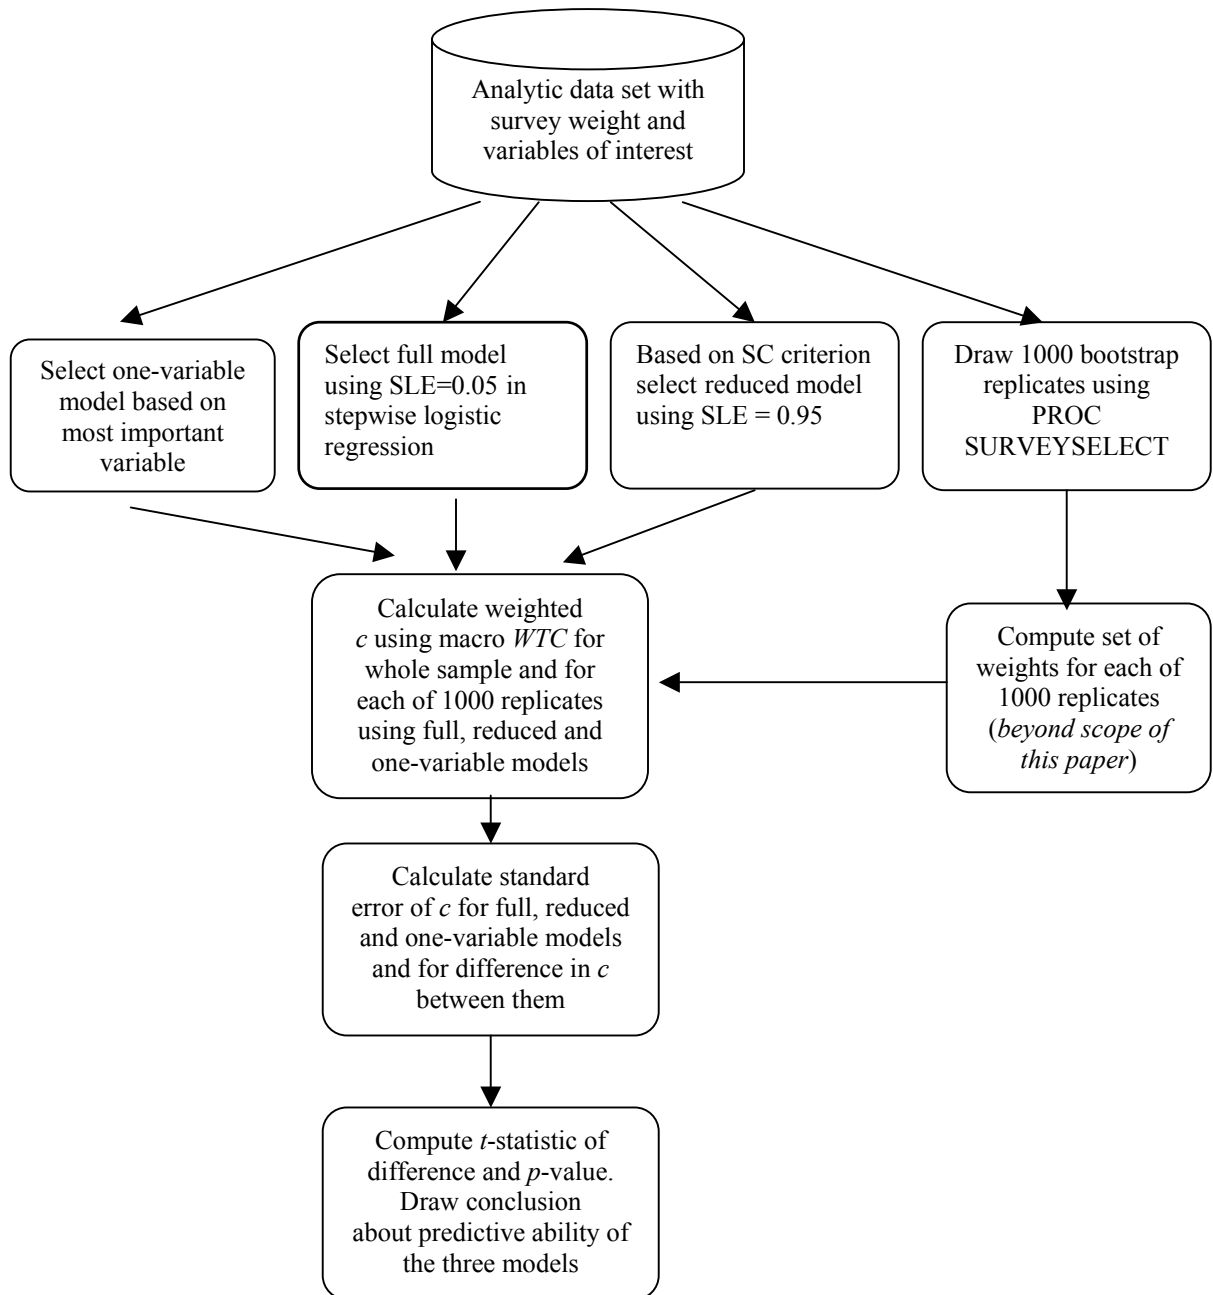 Analytic data set with
survey weight and
variables of interest
Select one-variable
model based on
most important
variable
Select full model
using SLE=0.05 in
stepwise logistic
regression
Based on SC criterion
select reduced model
using SLE = 0.95
Draw 1000 bootstrap
replicates using
PROC
SURVEYSELECT
Calculate weighted
c using macro WTC for
whole sample and for
each of 1000 replicates
using full, reduced and
one-variable models
Compute set of
weights for each of
1000 replicates
(beyond scope of
this paper)
Calculate standard
error of c for full, reduced
and one-variable models
and for difference in c
between them
Compute t-statistic of
difference and p-value.
Draw conclusion
about predictive ability of
the three models